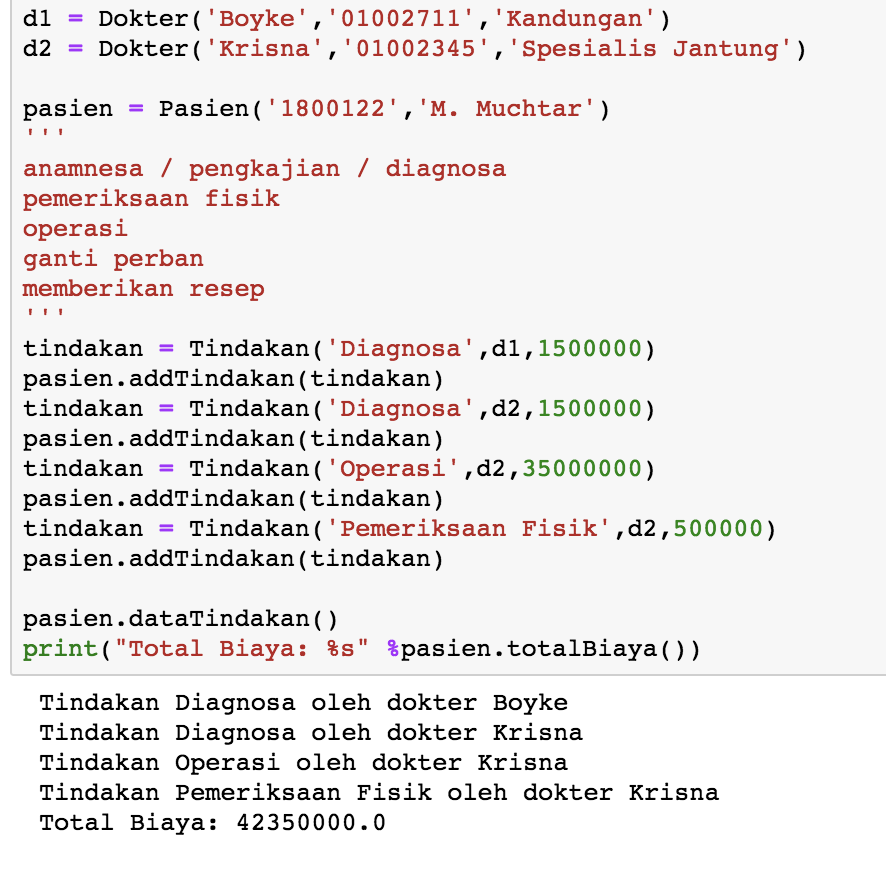 d1 = Dokter('Boyke','01002711','Kandungan')
d2 = Dokter('Krisna','01002345','Spesialis Jantung')
pasien = Pasien('1800122','M. Muchtar')
'''
anamnesa / pengkajian / diagnosa
pemeriksaan fisik
operasi
ganti perban
memberikan resep
'''
tindakan = Tindakan('Diagnosa',d1,1500000)
pasien.addTindakan(tindakan)
tindakan = Tindakan('Diagnosa',d2,1500000)
pasien.addTindakan(tindakan)
tindakan = Tindakan('Operasi',d2,35000000)
pasien.addTindakan(tindakan)
tindakan = Tindakan('Pemeriksaan Fisik',d2,500000)
pasien.addTindakan(tindakan)
pasien.dataTindakan()
print("Total Biaya: %s" %pasien.totalBiaya())
Tindakan Diagnosa oleh dokter Boyke
Tindakan Diagnosa oleh dokter Krisna
Tindakan Operasi oleh dokter Krisna
Tindakan Pemeriksaan Fisik oleh dokter Krisna
Total Biaya: 42350000.0